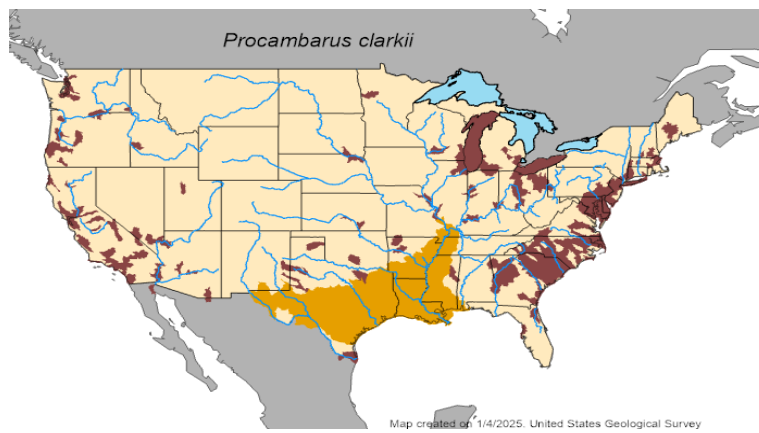 Procambarus clarkii
Map created on 1/4/2025. United States Geological Survey